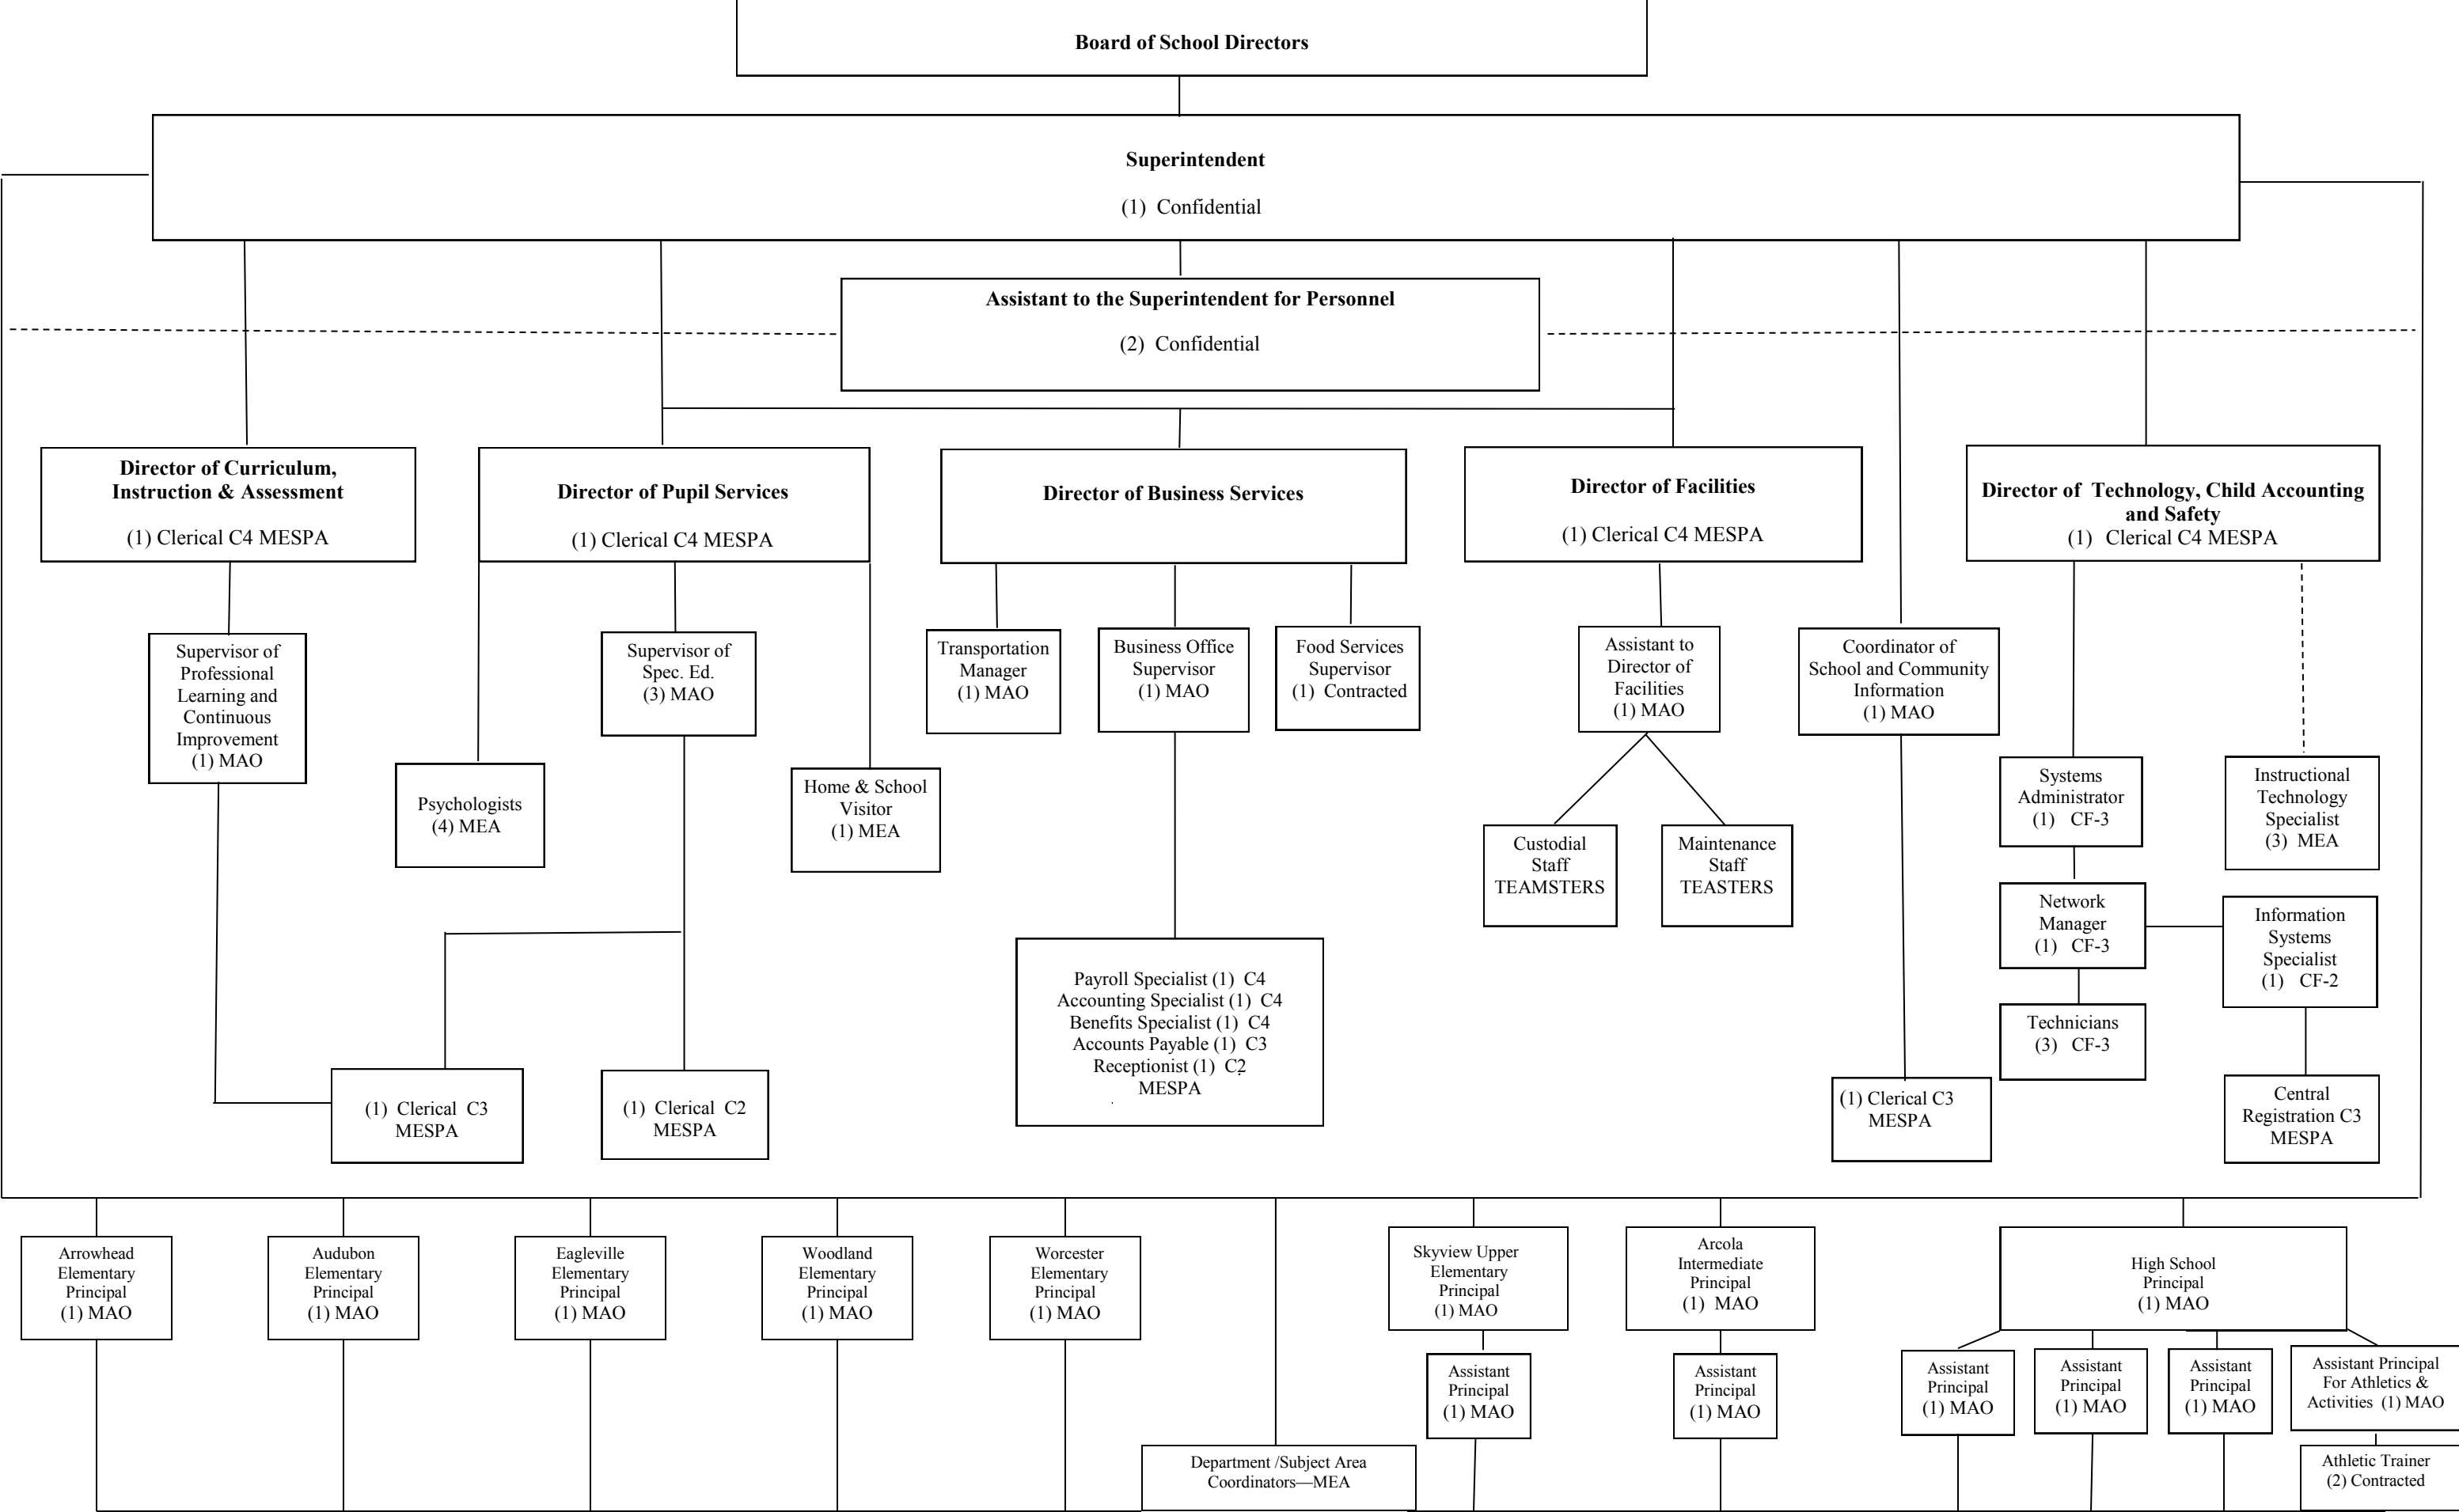 Board of School Directors
Superintendent
(1) Confidential
Assistant to the Superintendent for Personnel
(2) Confidential
Director of Curriculum,
Instruction & Assessment
(1) Clerical C4 MESPA
Director of Pupil Services
(1) Clerical C4 MESPA
Director of Business Services
Director of Facilities
(1) Clerical C4 MESPA
Director of Technology, Child Accounting
and Safety
(1) Clerical C4 MESPA
Supervisor of
Professional
Learning and
Continuous
Improvement
(1) MAO
Supervisor of
Spec. Ed.
(3) MAO
Transportation
Manager
(1) MAO
Business Office
Supervisor
(1) MAO
Food Services
Supervisor
(1) Contracted
Assistant to
Director of
Facilities
(1) MAO
Coordinator of
School and Community
Information
(1) MAO
Psychologists
(4) MEA
Home & School
Visitor
(1) MEA
Systems
Administrator
(1) CF-3
Instructional
Technology
Specialist
(3) MEA
Custodial
Staff
TEAMSTERS
Maintenance
Staff
TEASTERS
Network
Manager
(1) CF-3
Information
Systems
Specialist
(1) CF-2
Payroll Specialist (1) C4
Accounting Specialist (1) C4
Benefits Specialist (1) C4
Accounts Payable (1) C3
Receptionist (1) C2
MESPA
Technicians
(3) CF-3
(1) Clerical C3
MESPA
(1) Clerical C2
MESPA
(1) Clerical C3
MESPA
Central
Registration C3
MESPA
Arrowhead
Elementary
Principal
(1) MAO
Audubon
Elementary
Principal
(1) MAO
Eagleville
Elementary
Principal
(1) MAO
Woodland
Elementary
Principal
(1) MAO
Worcester
Elementary
Principal
(1) MAO
Skyview Upper
Elementary
Principal
(1) MAO
Arcola
Intermediate
Principal
(1) MAO
High School
Principal
(1) MAO
Assistant
Principal
(1) MAO
Assistant
Principal
(1) MAO
Assistant
Principal
(1) MAO
Assistant
Principal
(1) MAO
Assistant
Principal
(1) MAO
Assistant Principal
For Athletics &
Activities (1) MAO
Department /Subject Area
Coordinators—MEA
Athletic Trainer
(2) Contracted